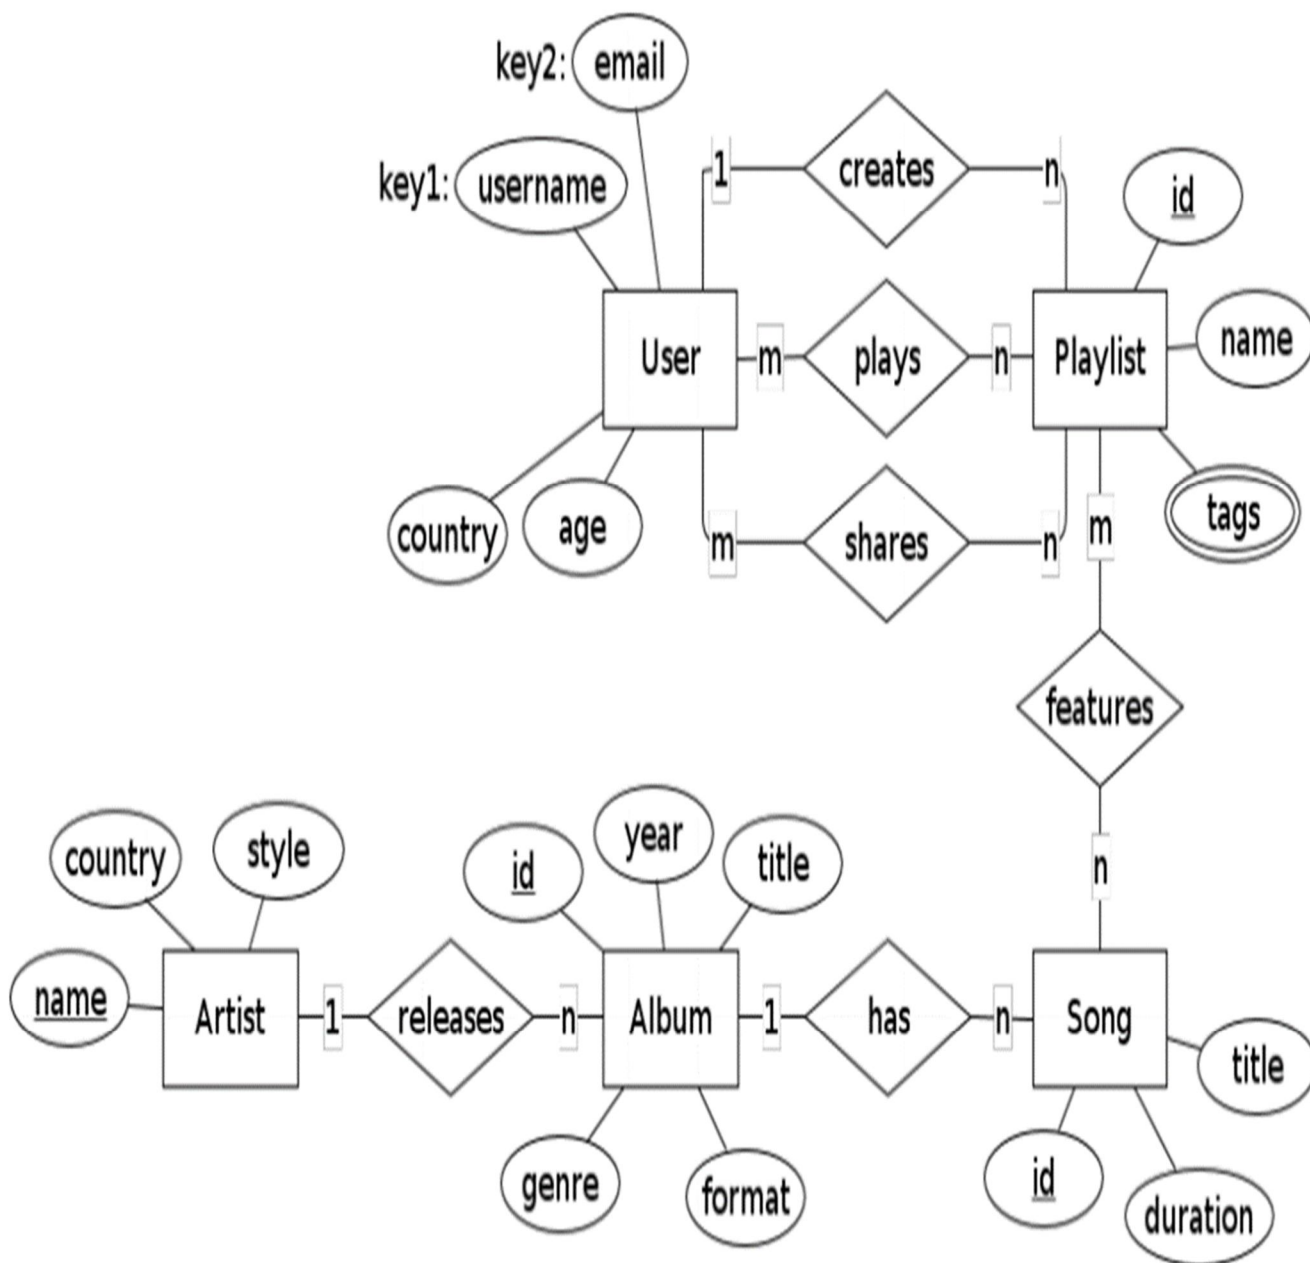 key2: email
key1: username
1 creates n
id
User m plays n Playlist
name
country age
m shares n
m
tags
features
n
country style
id year title
name
Artist 1 releases n Album 1 has n Song
title
genre format
id
duration